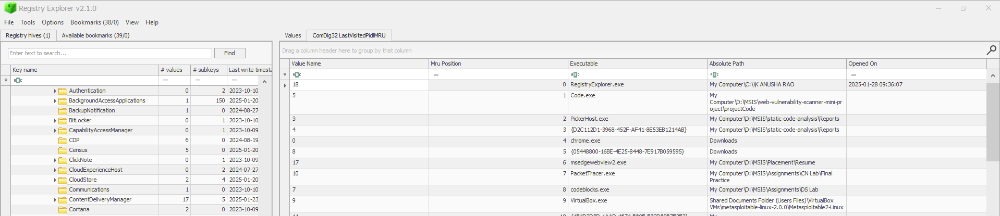 Registry Explorer v2.1.0
File Tools Options Bookmarks (38/0) View Help
Registry hives (1) Available bookmarks (39/0)
Enter text to search... Find
Key name # values # subkeys Last write timesta
ABC = = =
Authentication 0 2 2023-10-10
BackgroundAccessApplications 1 150 2025-01-20
BackupNotification 1 0 2024-08-27
BitLocker 0 1 2023-10-10
CapabilityAccessManager 0 1 2023-10-09
CDP 6 0 2024-08-19
Census 5 0 2025-01-20
ClickNote 0 1 2023-10-09
CloudExperienceHost 0 2 2024-07-27
CloudStore 2 4 2025-01-20
Communications 1 0 2023-10-10
ContentDeliveryManager 17 5 2025-01-23
Cortana 2 0 2023-10-09
Values ComDlg32 LastVisitedPidlMRU
Drag a column header here to group by that column
Value Name Mru Position Executable Absolute Path Opened On
ABC = ABC ABC =
18 0 RegistryExplorer.exe My Computer\C:\\K ANUSHA RAO 2025-01-28 09:36:07
5 1 Code.exe My
Computer\D:\MSIS\web-vulnerability-scanner-mini-pr
oject\projectCode
3 2 PickerHost.exe My Computer\D:\MSIS\static-code-analysis\Reports
4 3 {D2C112D1-3968-452F-AF41-8E53EB1214AB} My Computer\D:\MSIS\static-code-analysis\Reports
0 4 chrome.exe Downloads
8 5 {05448800-16BE-4E25-8448-7E917B059595} Downloads
17 6 msedgewebview2.exe My Computer\D:\MSIS\Placement\Resume
10 7 PacketTracer.exe My Computer\D:\MSIS\Assignments\CN Lab\Final
Practice
7 8 codeblocks.exe My Computer\D:\MSIS\Assignments\DS Lab
9 9 VirtualBox.exe Shared Documents Folder (Users Files)\VirtualBox
VMs\metasploitable-linux-2.0.0\Metasploitable2-Linux
11 10 My